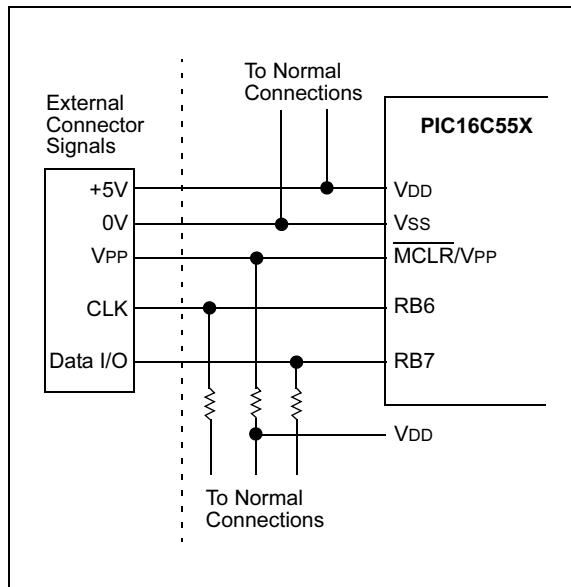 To Normal
Connections
External
Connector
Signals
PIC16C55X
+5V
VDD
0V
VSS
VPP
MCLR/VPP
CLK
RB6
Data I/O
RB7
VDD
To Normal
Connections